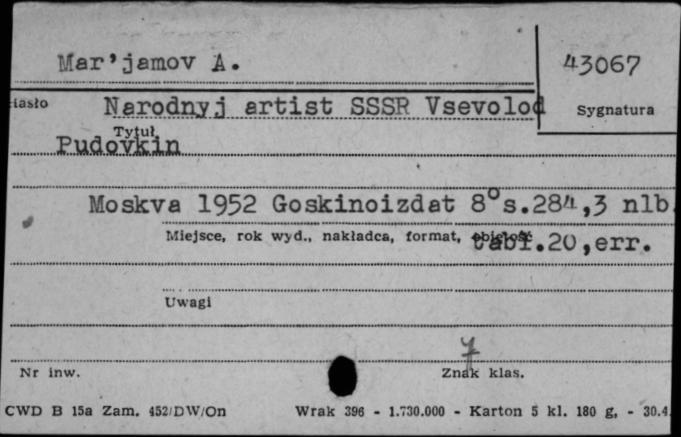 Mar'jamov A.
43067
iasło
Narodnyj artist SSSR Vsevolod
Sygnatura
Tytuł
Pudovkin
Moskva 1952 Goskinoizdat 8° s.284,3 nlb.
Miejsce, rok wyd., nakładca, format, objętość
tabl.20,err.
Uwagi
Nr inw.
Znak klas.
CWD B 15a Zam. 452/DW/On
Wrak 396 - 1.730.000 - Karton 5 kl. 180 g, - 30.4